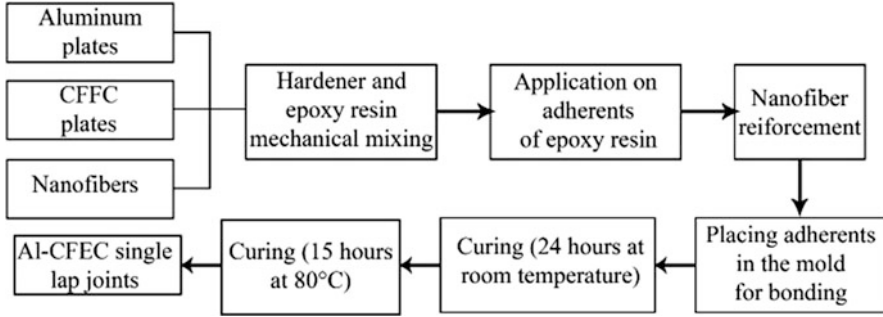 Aluminum
plates
CFFC
plates
Nanofibers
Hardener and
epoxy resin
mechanical mixing
Application on
adherents
of epoxy resin
Nanofiber
reiforcement
Placing adherents
in the mold
for bonding
Curing (24 hours at
room temperature)
Curing (15 hours
at 80°C)
Al-CFEC single
lap joints